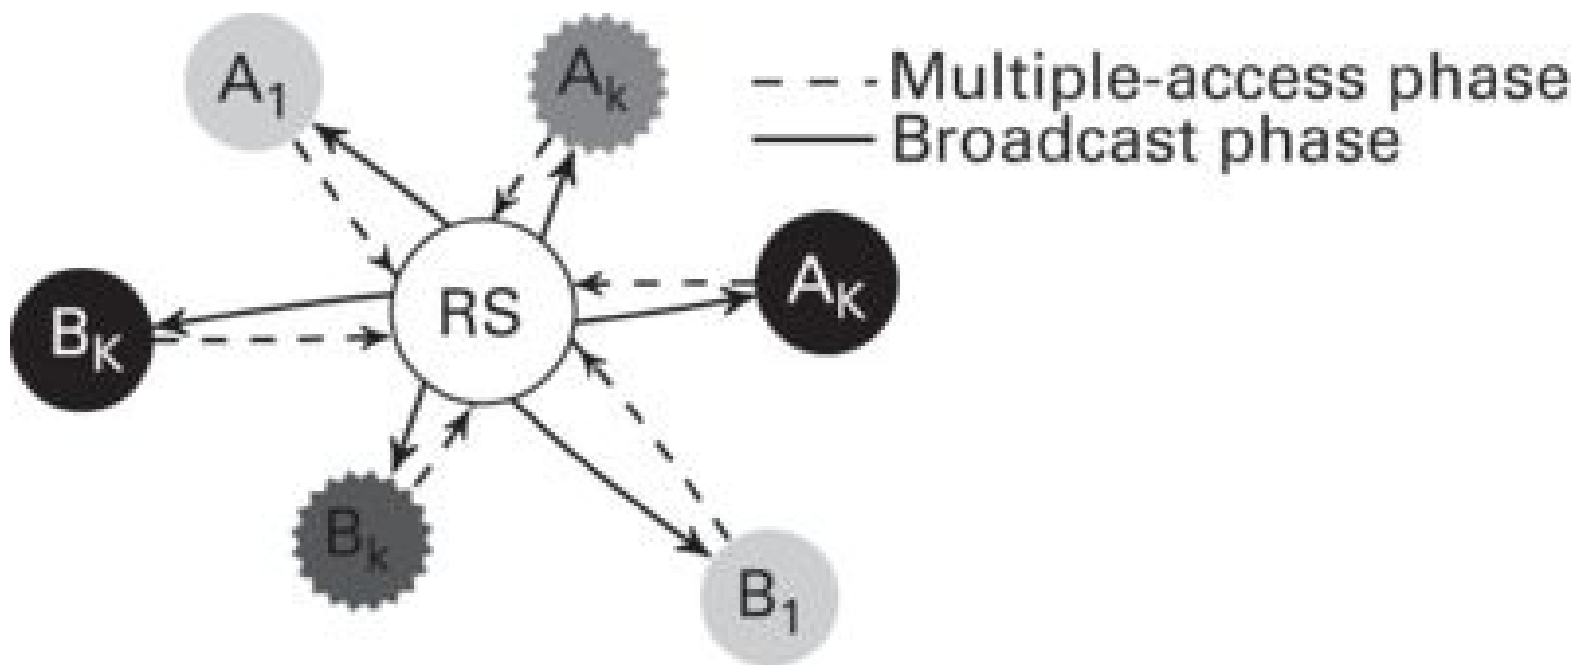 A1
Ak
Multiple-access phase
Broadcast phase
AK
RS
BK
Bk
B1